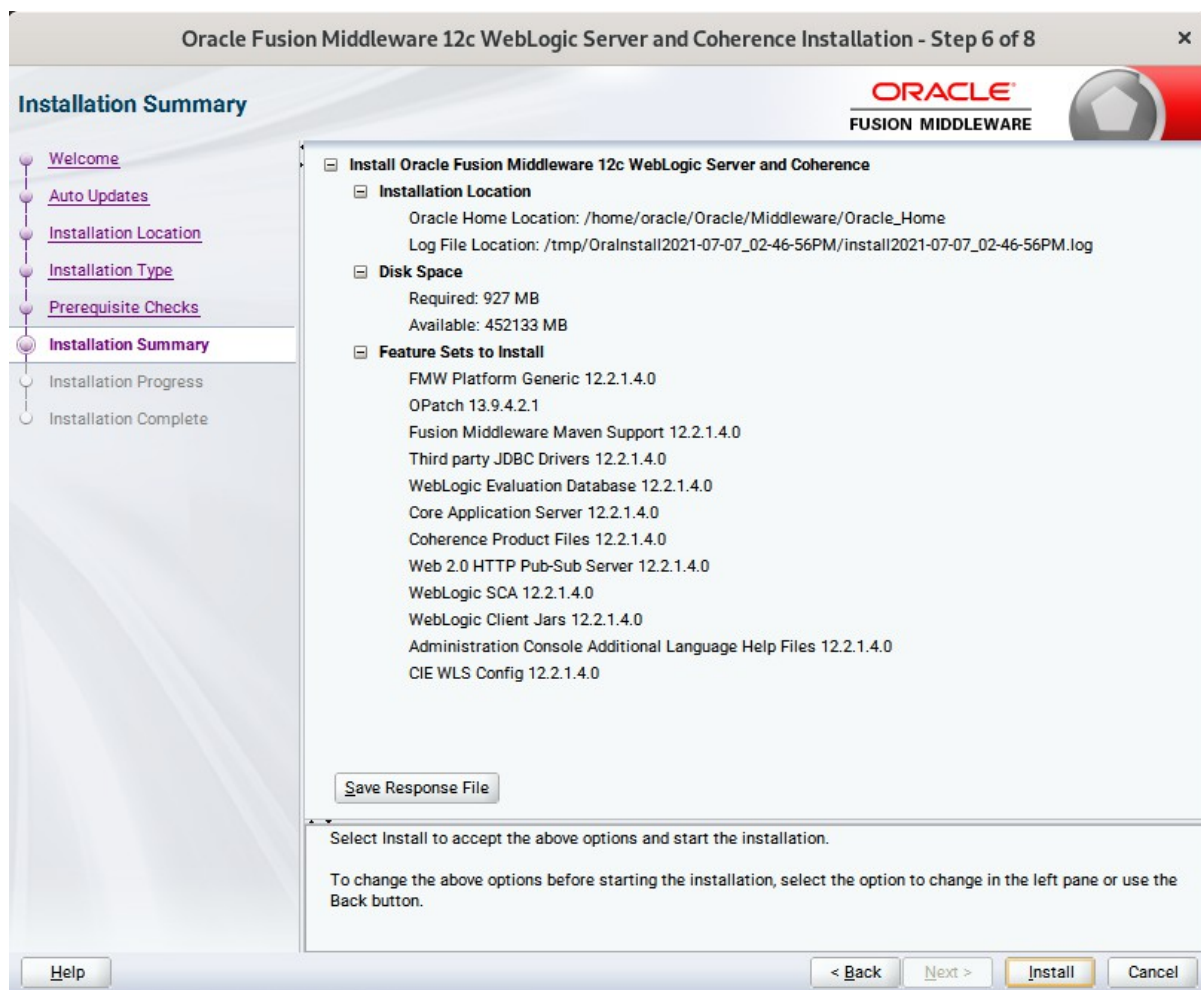 Oracle Fusion Middleware 12c WebLogic Server and Coherence Installation - Step 6 of 8
×
Installation Summary
ORACLE
FUSION MIDDLEWARE
Welcome
Auto Updates
Installation Location
Installation Type
Prerequisite Checks
Installation Summary
Installation Progress
Installation Complete
Install Oracle Fusion Middleware 12c WebLogic Server and Coherence
Installation Location
Oracle Home Location: /home/oracle/Oracle/Middleware/Oracle_Home
Log File Location: /tmp/OraInstall2021-07-07_02-46-56PM/install2021-07-07_02-46-56PM.log
Disk Space
Required: 927 MB
Available: 452133 MB
Feature Sets to Install
FMW Platform Generic 12.2.1.4.0
OPatch 13.9.4.2.1
Fusion Middleware Maven Support 12.2.1.4.0
Third party JDBC Drivers 12.2.1.4.0
WebLogic Evaluation Database 12.2.1.4.0
Core Application Server 12.2.1.4.0
Coherence Product Files 12.2.1.4.0
Web 2.0 HTTP Pub-Sub Server 12.2.1.4.0
WebLogic SCA 12.2.1.4.0
WebLogic Client Jars 12.2.1.4.0
Administration Console Additional Language Help Files 12.2.1.4.0
CIE WLS Config 12.2.1.4.0
Save Response File
Select Install to accept the above options and start the installation.
To change the above options before starting the installation, select the option to change in the left pane or use the
Back button.
Help
< Back
Next >
Install
Cancel